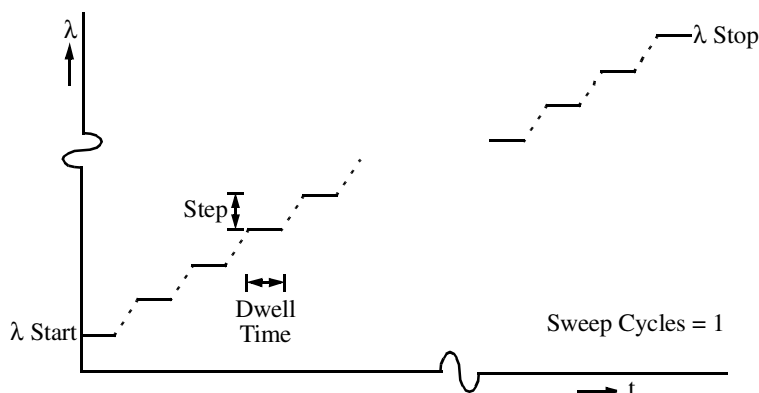 λ
λ Stop
Step
Dwell
Time
λ Start
Sweep Cycles = 1
t